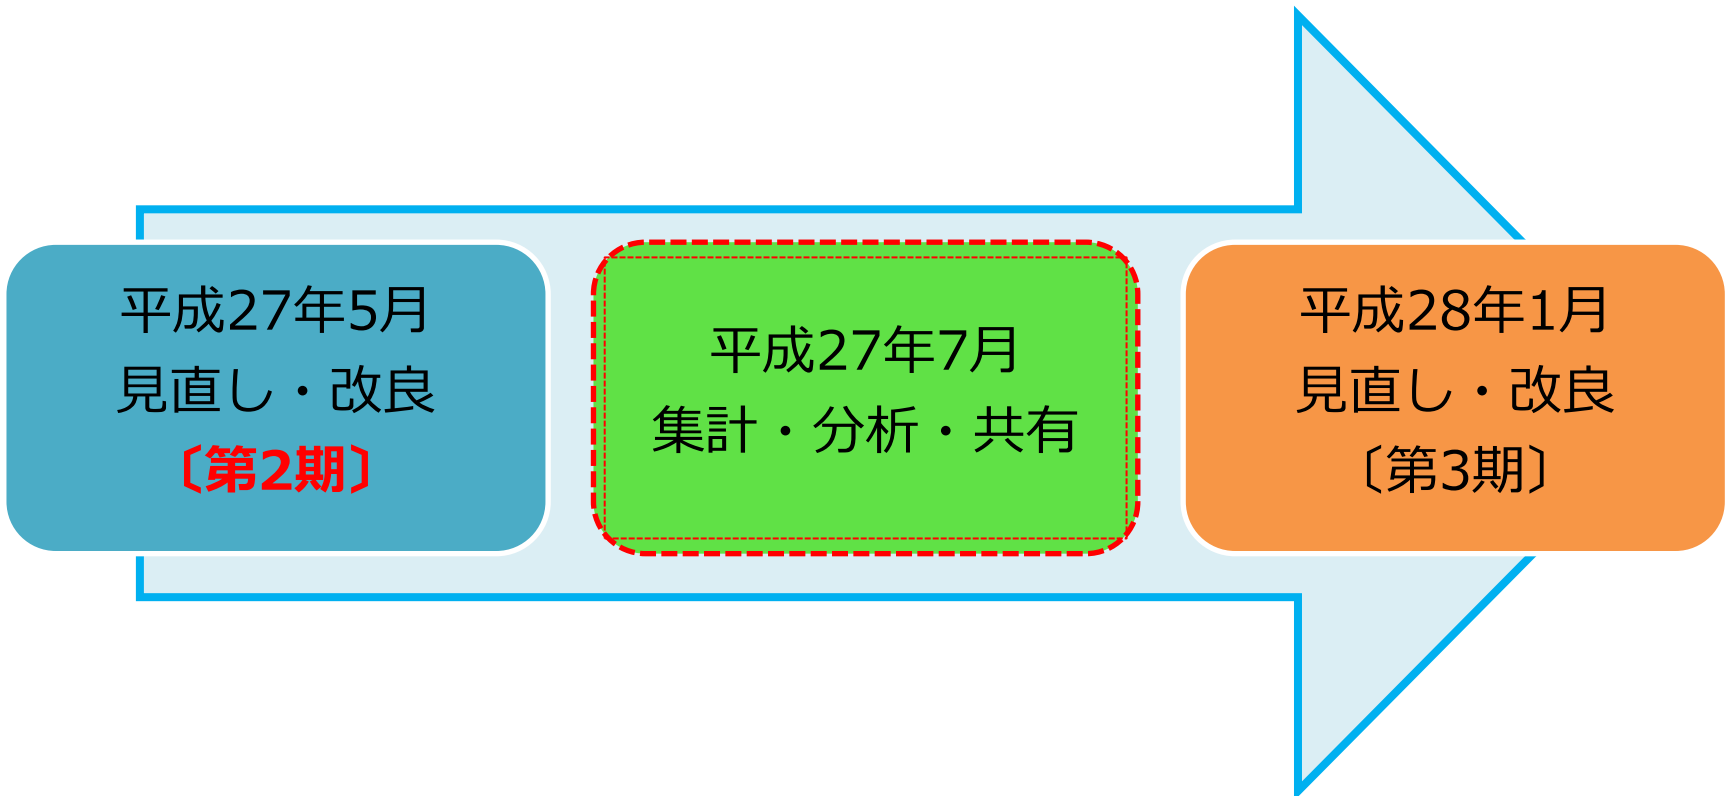 平成27年5月
見直し・改良
〔第2期〕
平成27年7月
集計・分析・共有
平成28年1月
見直し・改良
〔第3期〕